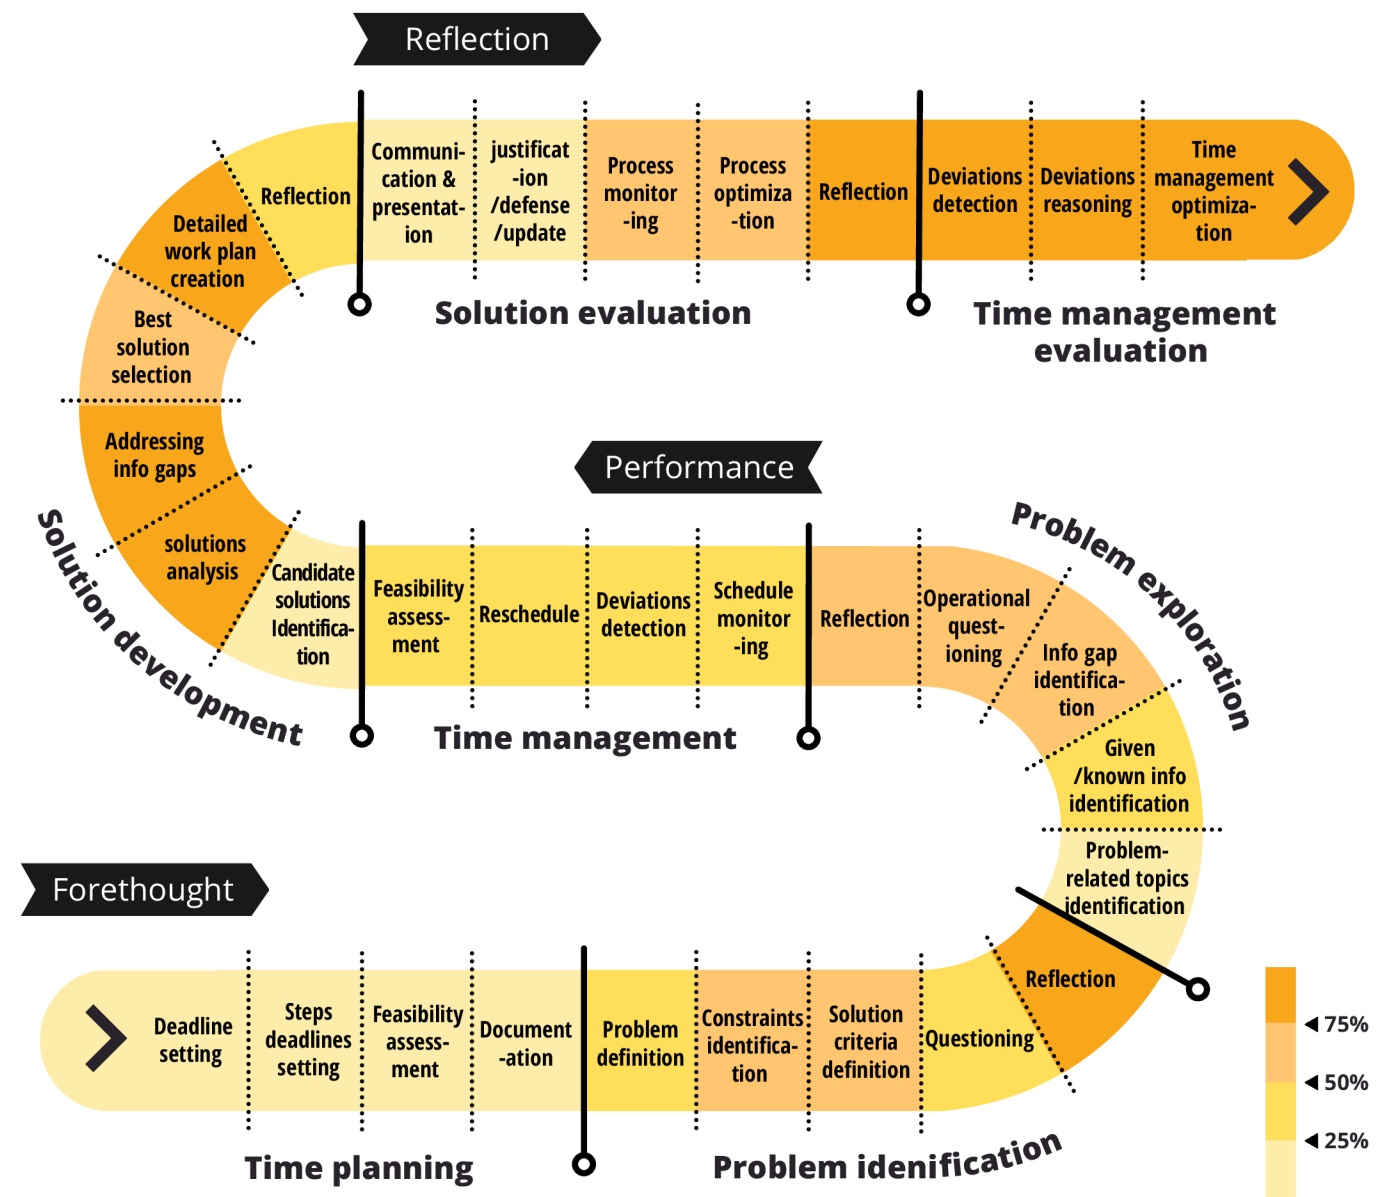 Reflection
Communi-
cation &
presentat-
ion
justificat
-ion
/defense
/update
Process
monitor
-ing
Process
optimiza
-tion
Reflection
Deviations
detection
Deviations
reasoning
Time
management
optimiza-
tion
Reflection
Detailed
work plan
creation
Best
solution
selection
Addressing
info gaps
solutions
analysis
Candidate
solutions
Identifica-
tion
Solution evaluation
Time management
evaluation
Solution development
Performance
Feasibility
assess-
ment
Reschedule
Deviations
detection
Schedule
monitor
-ing
Reflection
Operational
quest-
ioning
Info gap
identifica-
tion
Given
/known info
identification
Problem-
related topics
identification
Time management
Problem exploration
Forethought
Deadline
setting
Steps
deadlines
setting
Feasibility
assess-
ment
Document
-ation
Problem
definition
Constraints
identifica-
tion
Solution
criteria
definition
Questioning
Reflection
Time planning
Problem idenification
75%
50%
25%